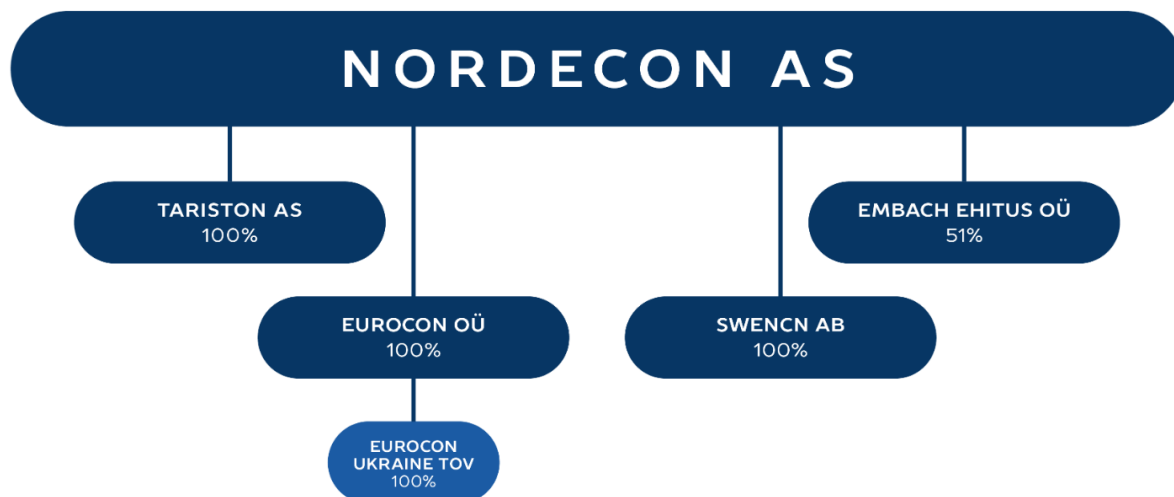 NORDECON AS
TARISTON AS
100%
EMBACH EHITUS OÜ
51%
EUROCON OÜ
100%
SWENCN AB
100%
EUROCON
UKRAINE TOV
100%